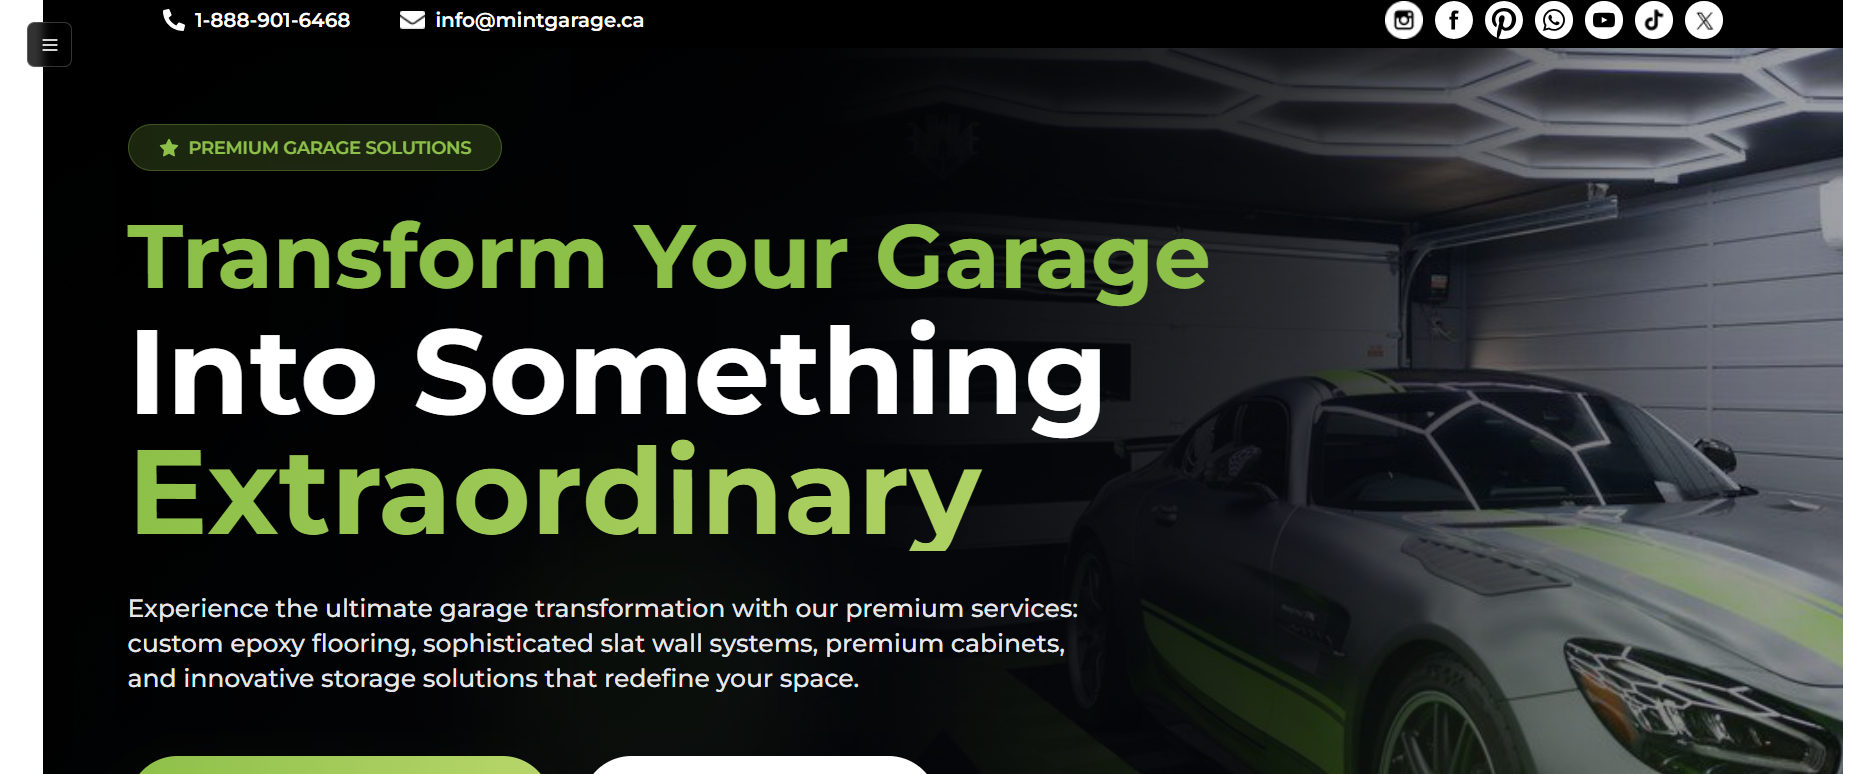 1-888-901-6468 info@mintgarage.ca
PREMIUM GARAGE SOLUTIONS
Transform Your Garage
Into Something
Extraordinary
Experience the ultimate garage transformation with our premium services:
custom epoxy flooring, sophisticated slat wall systems, premium cabinets,
and innovative storage solutions that redefine your space.